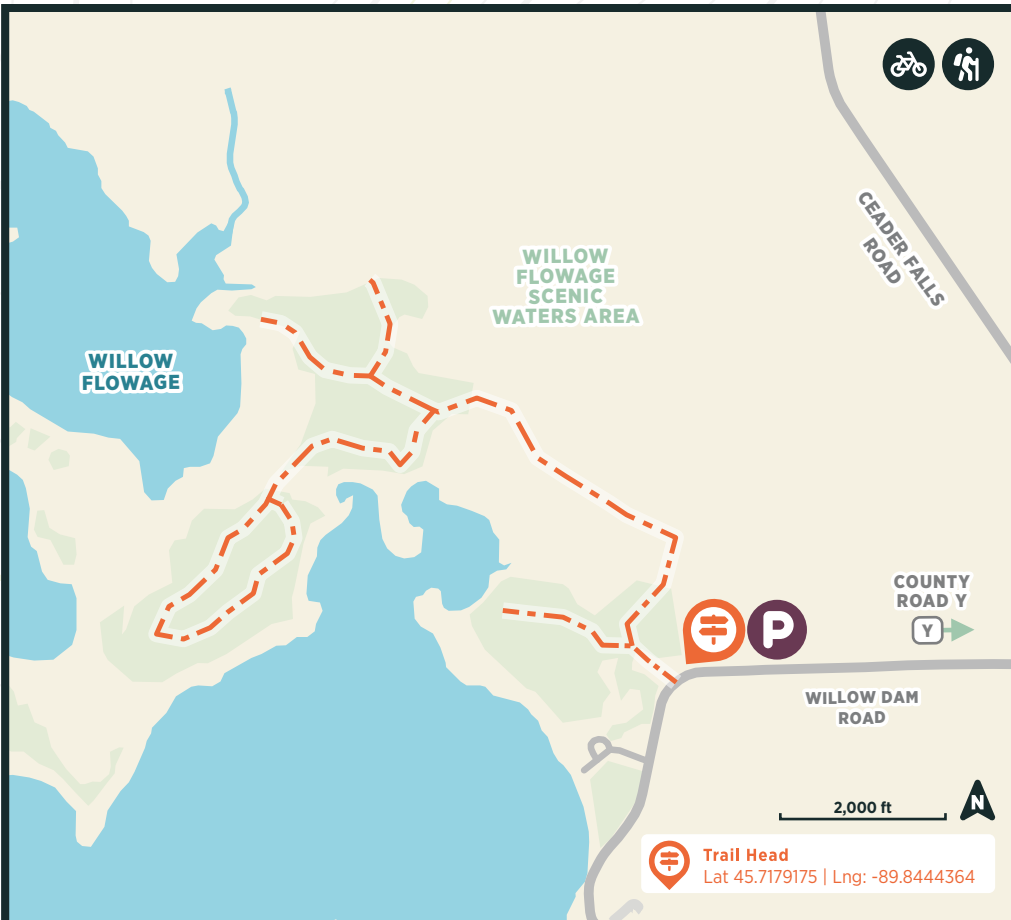 CEADER FALLS
ROAD
WILLOW
FLOWAGE
SCENIC
WATERS AREA
WILLOW
FLOWAGE
COUNTY
ROAD Y
Y
P
WILLOW DAM
ROAD
2,000 ft
N
Trail Head
Lat 45.7179175 | Lng: -89.8444364